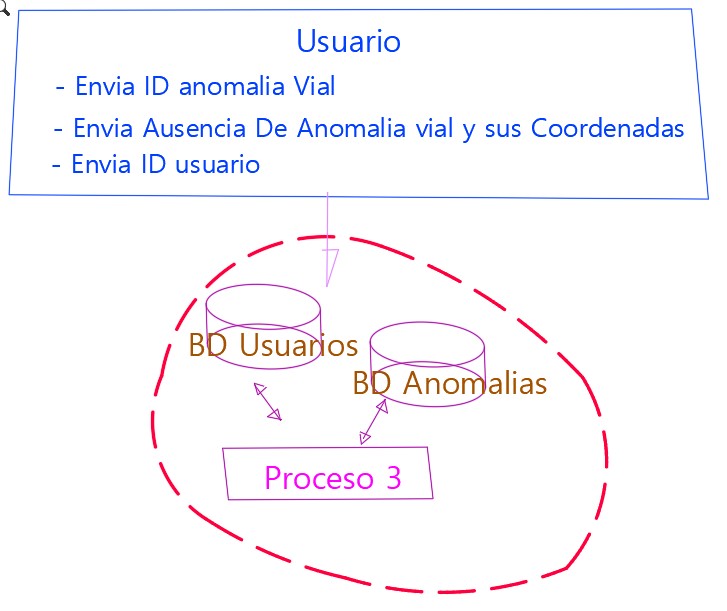 Usuario
- Envia ID anomalia Vial
- Envia Ausencia De Anomalia vial y sus Coordenadas
- Envia ID usuario
BD Usuarios
BD Anomalias
Proceso 3